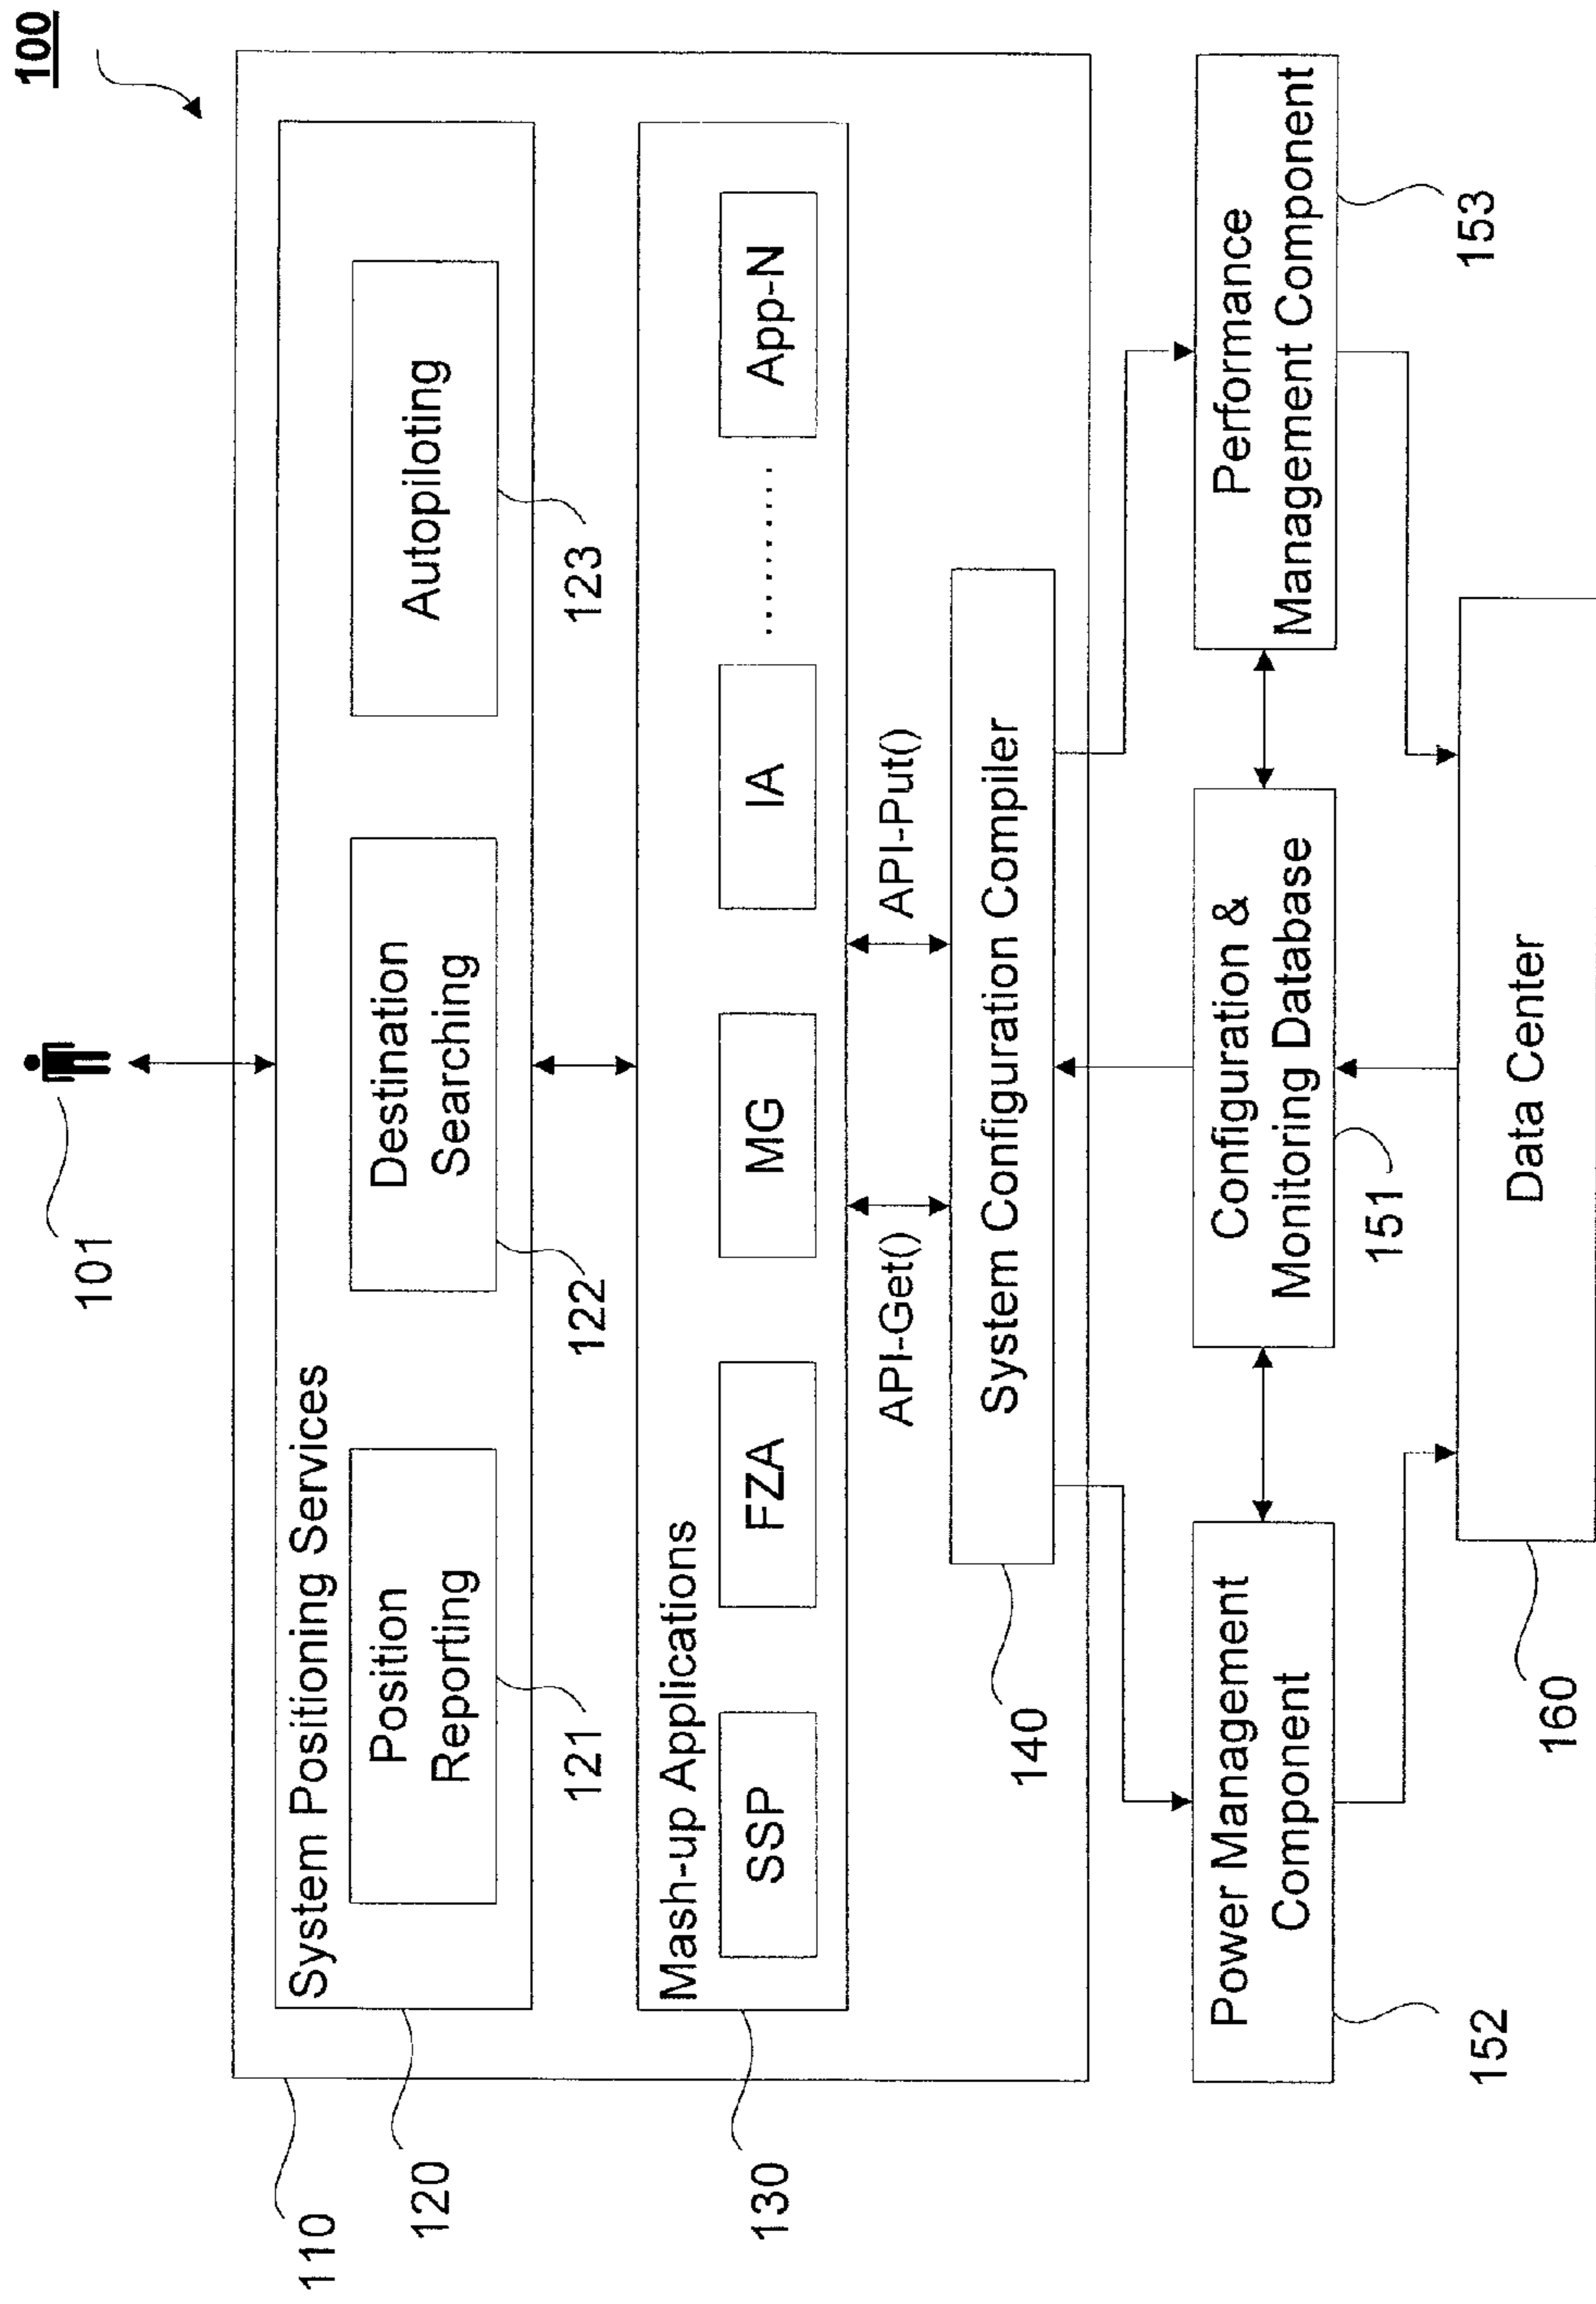 100
101
System Positioning Services
Position
Reporting
Destination
Searching
Autopiloting
121
122
123
110
120
Mash-up Applications
SSP
FZA
MG
IA
..........
App-N
130
API-Get()
API-Put()
System Configuration Compiler
140
Power Management
Component
Configuration &
Monitoring Database
Performance
Management Component
152
151
153
Data Center
160